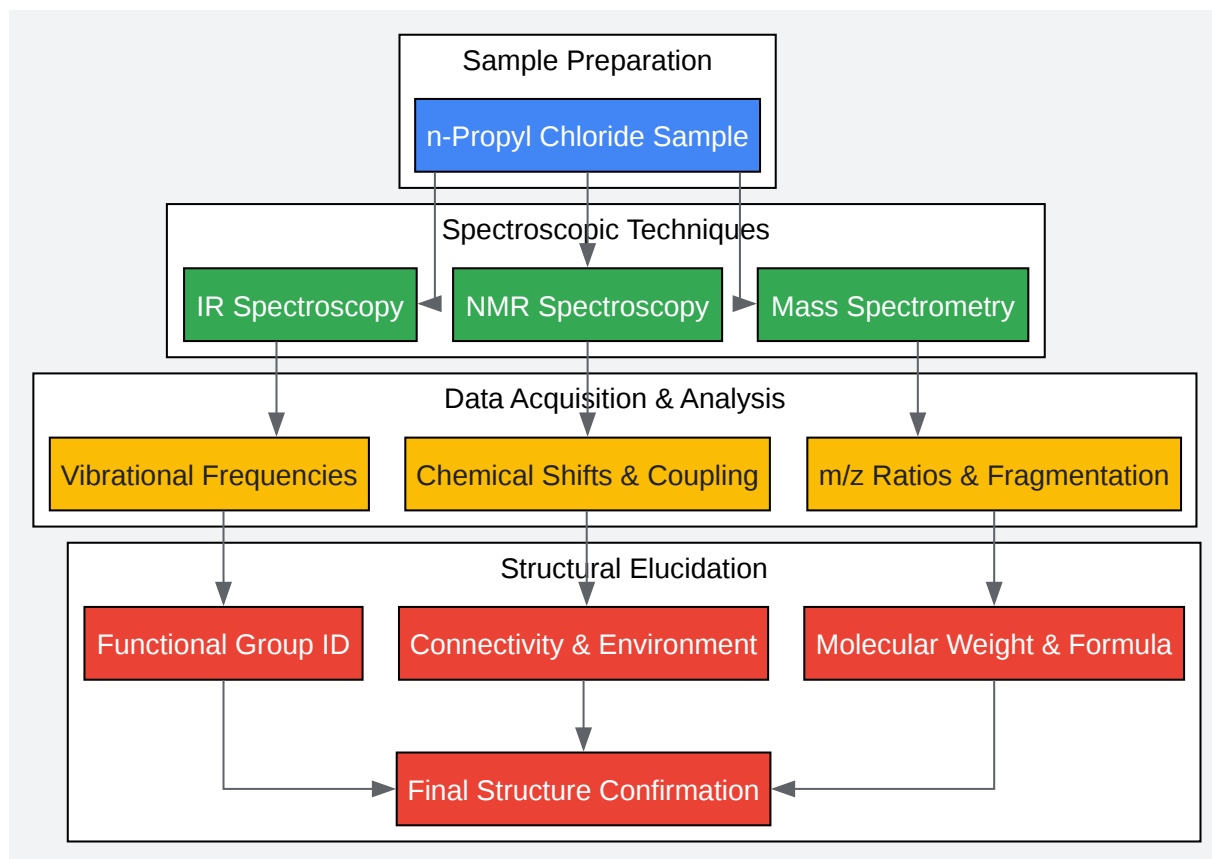 Sample Preparation
n-Propyl Chloride Sample
Spectroscopic Techniques
IR Spectroscopy
NMR Spectroscopy
Mass Spectrometry
Data Acquisition & Analysis
Vibrational Frequencies
Chemical Shifts & Coupling
m/z Ratios & Fragmentation
Structural Elucidation
Functional Group ID
Connectivity & Environment
Molecular Weight & Formula
Final Structure Confirmation